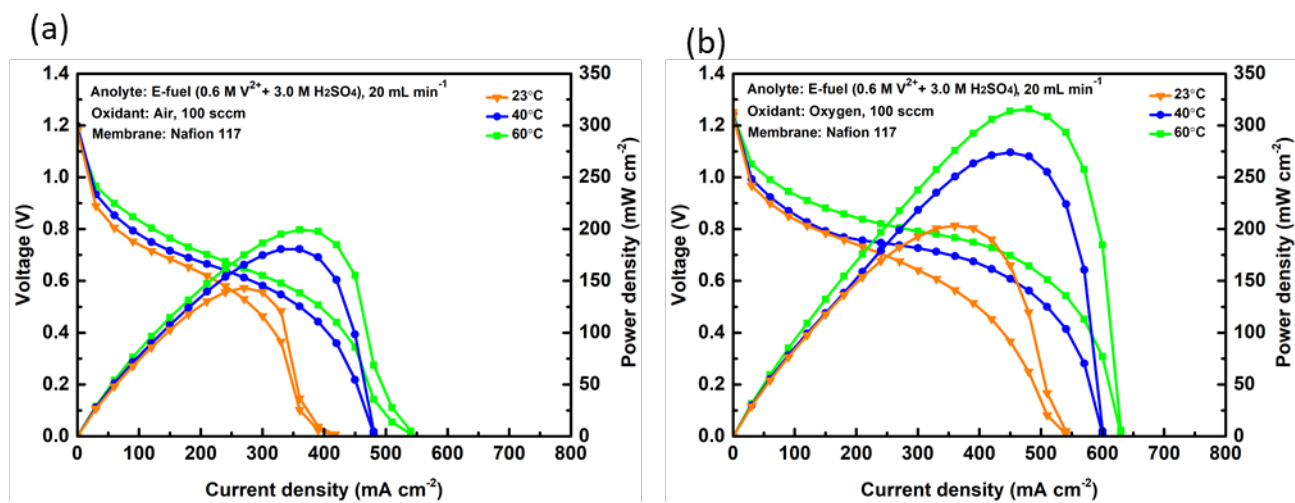 (a)
Anolyte: E-fuel (0.6 M V²⁺+ 3.0 M H₂SO₄), 20 mL min⁻¹
Oxidant: Air, 100 sccm
Membrane: Nafion 117
23°C
40°C
60°C
Voltage (V)
1.4
1.2
1.0
0.8
0.6
0.4
0.2
0.0
Power density (mW cm⁻²)
350
300
250
200
150
100
50
0
0 100 200 300 400 500 600 700 800
Current density (mA cm⁻²)
(b)
Anolyte: E-fuel (0.6 M V²⁺+ 3.0 M H₂SO₄), 20 mL min⁻¹
Oxidant: Oxygen, 100 sccm
Membrane: Nafion 117
23°C
40°C
60°C
Voltage (V)
1.4
1.2
1.0
0.8
0.6
0.4
0.2
0.0
Power density (mW cm⁻²)
350
300
250
200
150
100
50
0
0 100 200 300 400 500 600 700 800
Current density (mA cm⁻²)